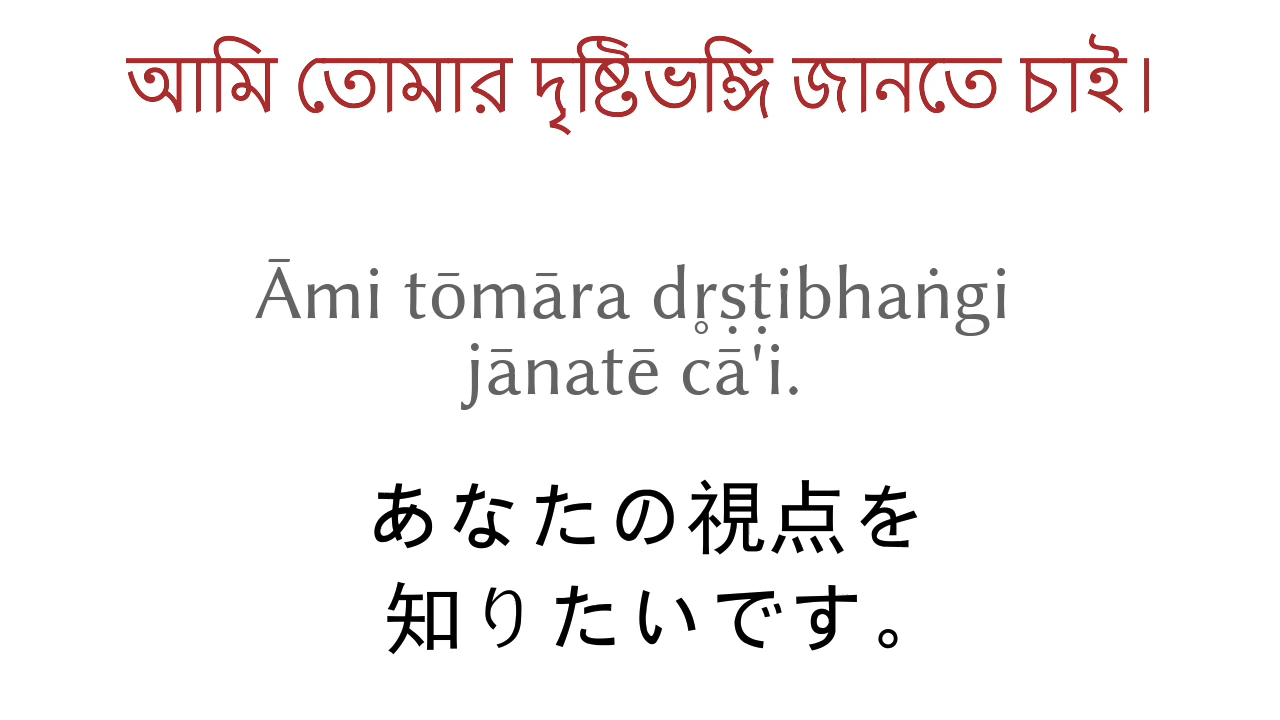 আমি তোমার দৃষ্টিভঙ্গি জানতে চাই।
Āmi tōmāra dr̥ṣṭibhaṅgi
jānatē cā'i.
あなたの視点を
知りたいです。